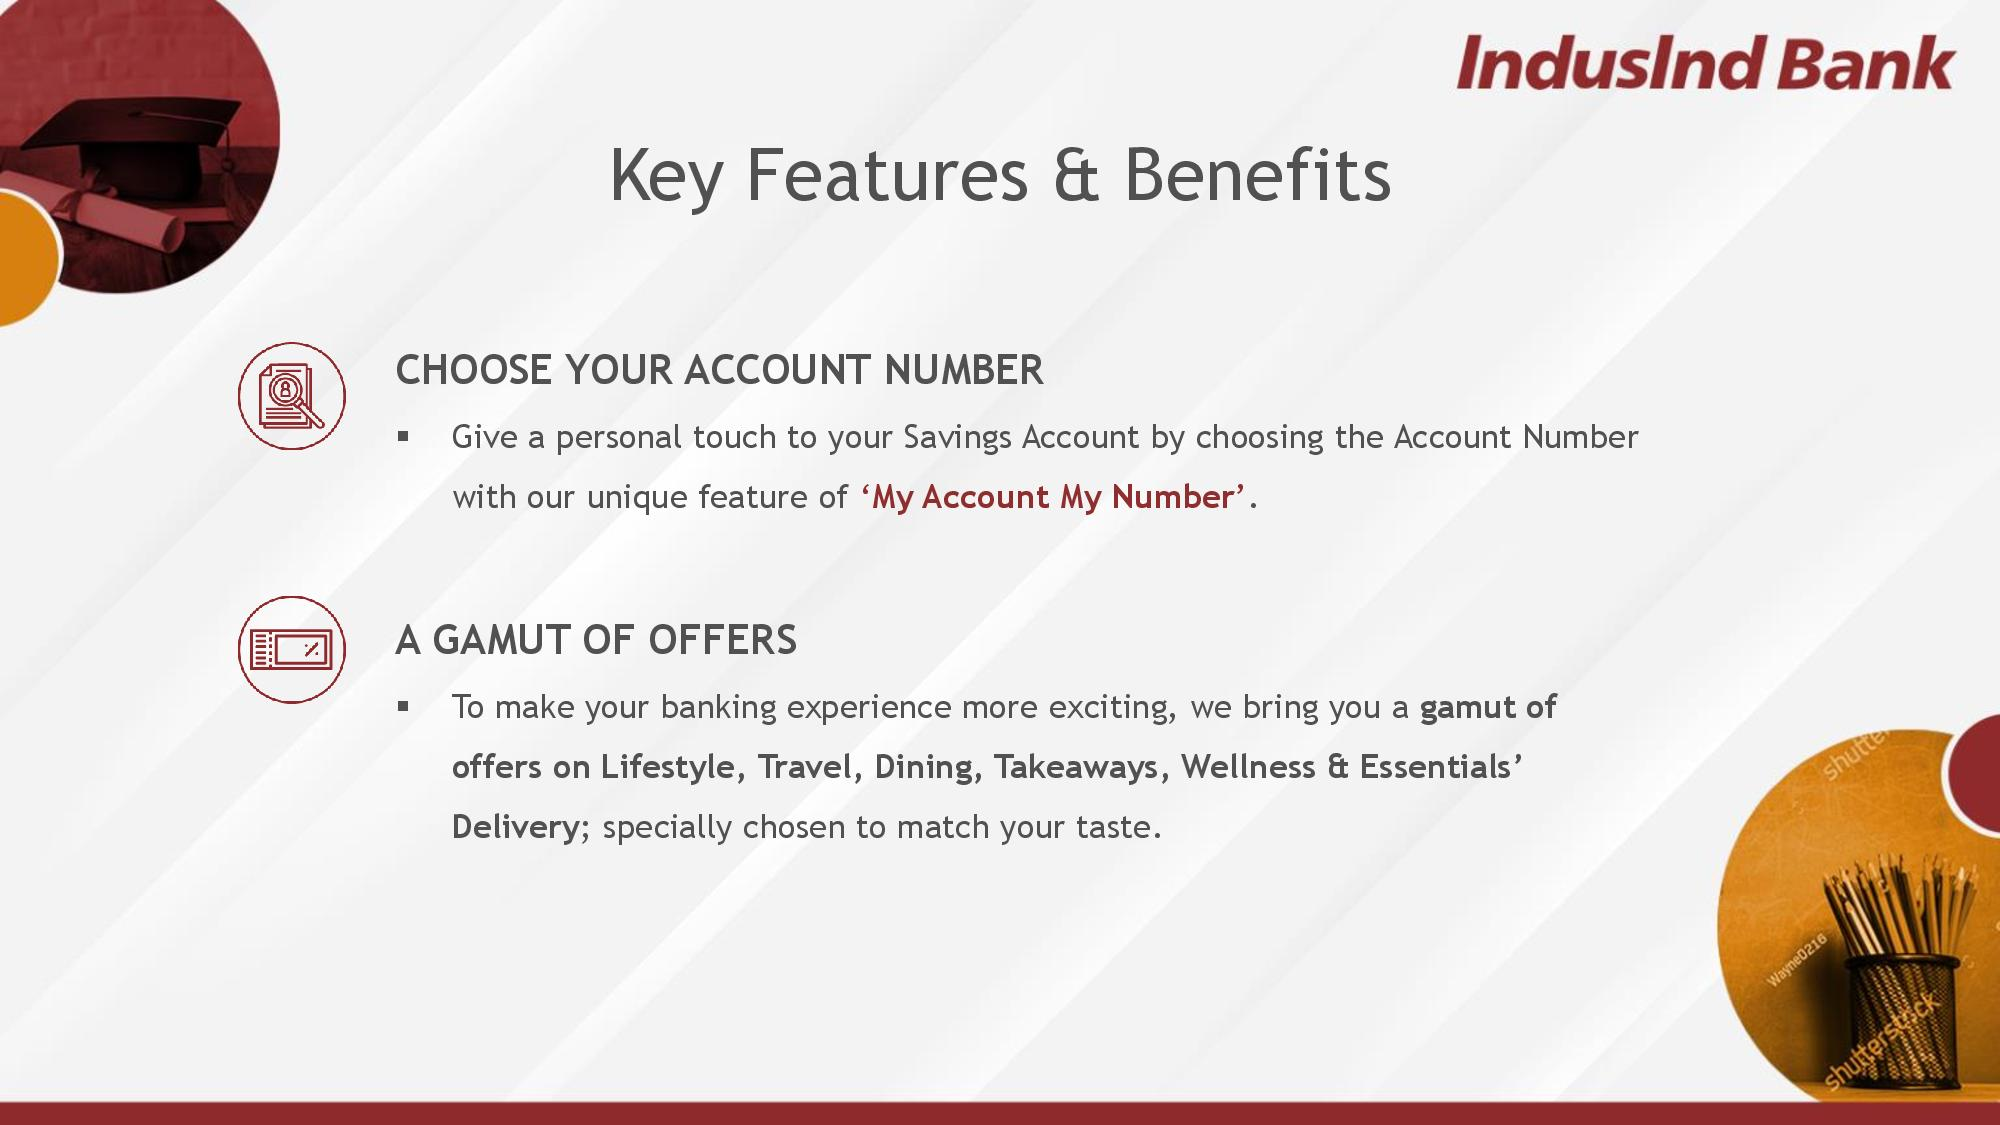 IndusInd Bank
Key Features & Benefits
CHOOSE YOUR ACCOUNT NUMBER
▪ Give a personal touch to your Savings Account by choosing the Account Number
with our unique feature of ‘My Account My Number’.
A GAMUT OF OFFERS
▪ To make your banking experience more exciting, we bring you a gamut of
offers on Lifestyle, Travel, Dining, Takeaways, Wellness & Essentials’
Delivery; specially chosen to match your taste.
shutte
Wayne0216
shutterstock